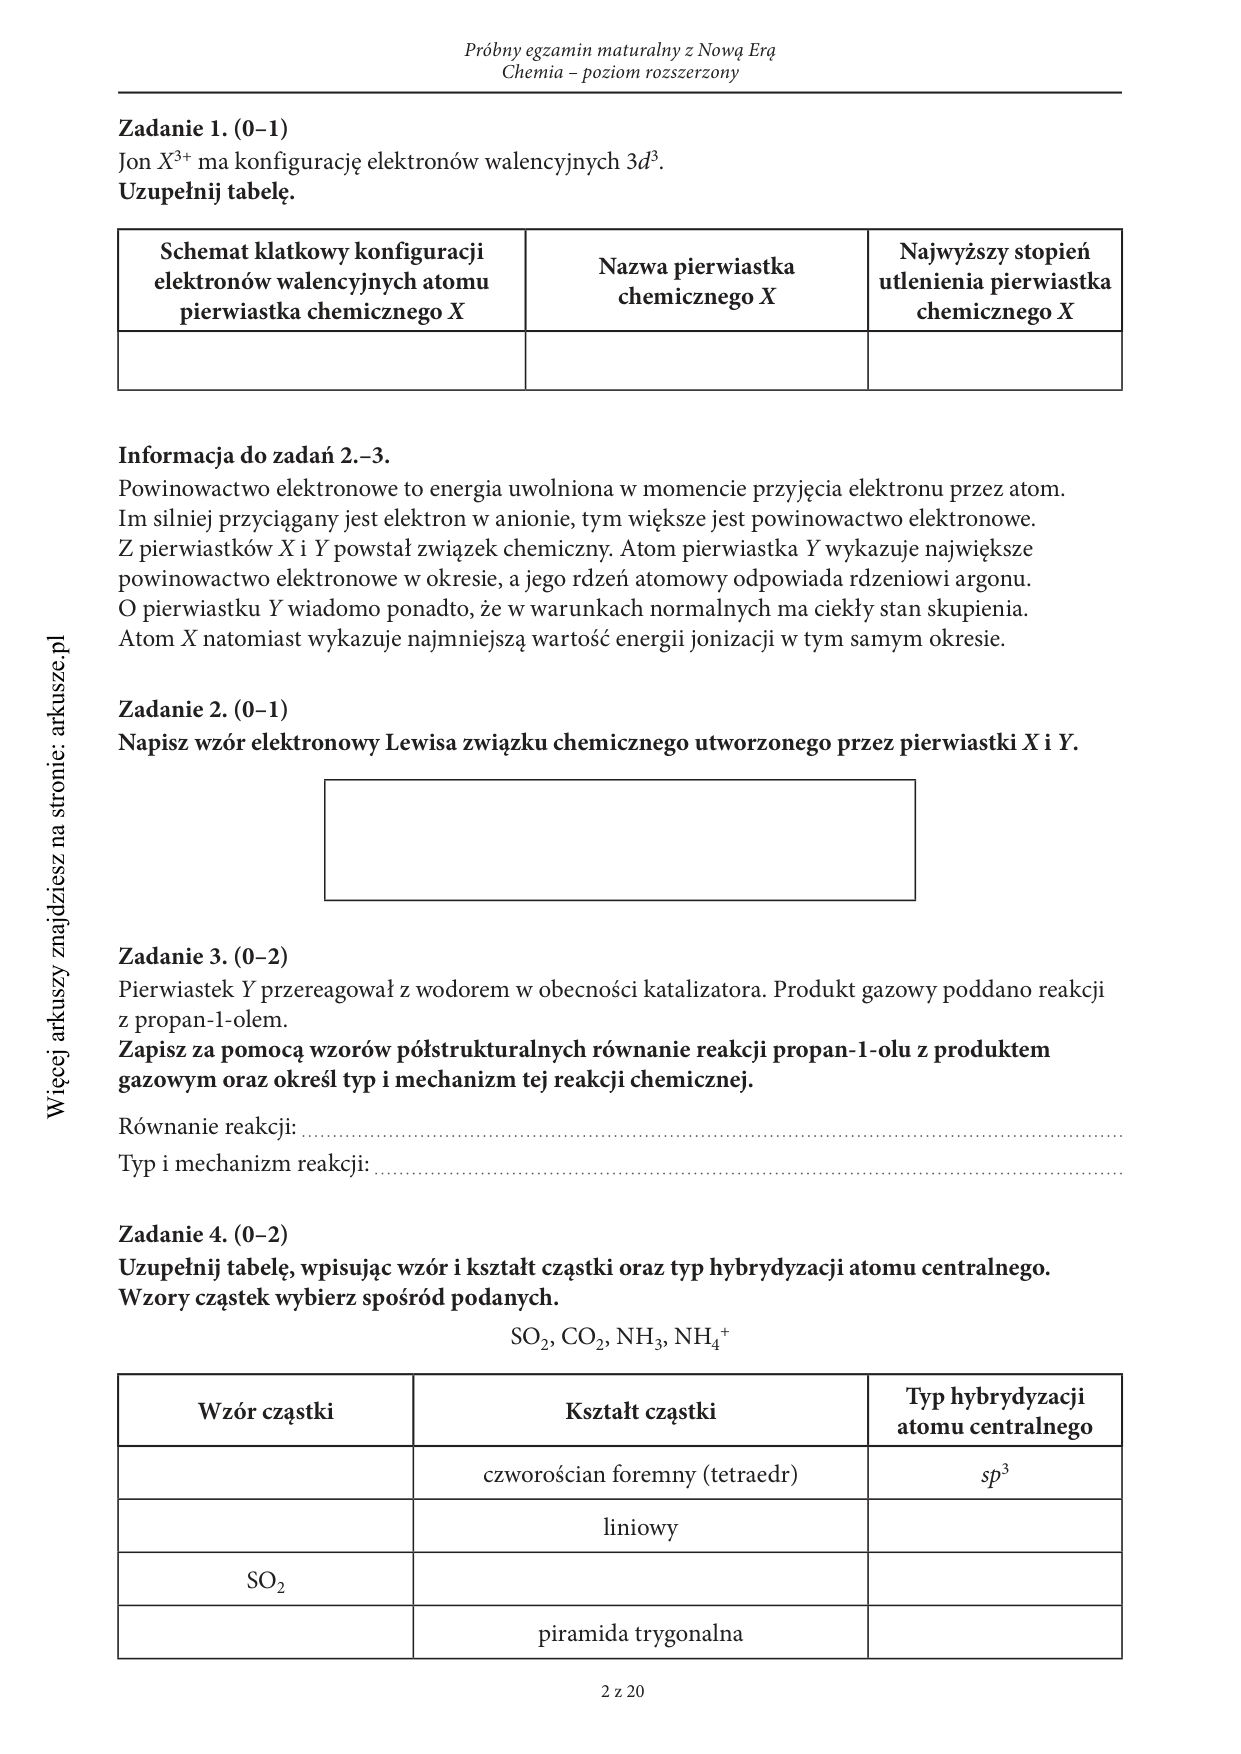 Próbny egzamin maturalny z Nową Erą
Chemia – poziom rozszerzony
Zadanie 1. (0–1)
Jon X³⁺ ma konfigurację elektronów walencyjnych 3d³.
Uzupełnij tabelę.
Schemat klatkowy konfiguracji
elektronów walencyjnych atomu
pierwiastka chemicznego X
Nazwa pierwiastka
chemicznego X
Najwyższy stopień
utlenienia pierwiastka
chemicznego X
Informacja do zadań 2.–3.
Powinowactwo elektronowe to energia uwolniona w momencie przyjęcia elektronu przez atom.
Im silniej przyciągany jest elektron w anionie, tym większe jest powinowactwo elektronowe.
Z pierwiastków X i Y powstał związek chemiczny. Atom pierwiastka Y wykazuje największe
powinowactwo elektronowe w okresie, a jego rdzeń atomowy odpowiada rdzeniowi argonu.
O pierwiastku Y wiadomo ponadto, że w warunkach normalnych ma ciekły stan skupienia.
Atom X natomiast wykazuje najmniejszą wartość energii jonizacji w tym samym okresie.
Zadanie 2. (0–1)
Napisz wzór elektronowy Lewisa związku chemicznego utworzonego przez pierwiastki X i Y.
Zadanie 3. (0–2)
Pierwiastek Y przereagował z wodorem w obecności katalizatora. Produkt gazowy poddano reakcji
z propan-1-olem.
Zapisz za pomocą wzorów półstrukturalnych równanie reakcji propan-1-olu z produktem
gazowym oraz określ typ i mechanizm tej reakcji chemicznej.
Równanie reakcji:
Typ i mechanizm reakcji:
Zadanie 4. (0–2)
Uzupełnij tabelę, wpisując wzór i kształt cząstki oraz typ hybrydyzacji atomu centralnego.
Wzory cząstek wybierz spośród podanych.
SO₂, CO₂, NH₃, NH₄⁺
Wzór cząstki
Kształt cząstki
Typ hybrydyzacji
atomu centralnego
czworościan foremny (tetraedr)
sp³
liniowy
SO₂
piramida trygonalna
2 z 20
Więcej arkuszy znajdziesz na stronie: arkusze.pl